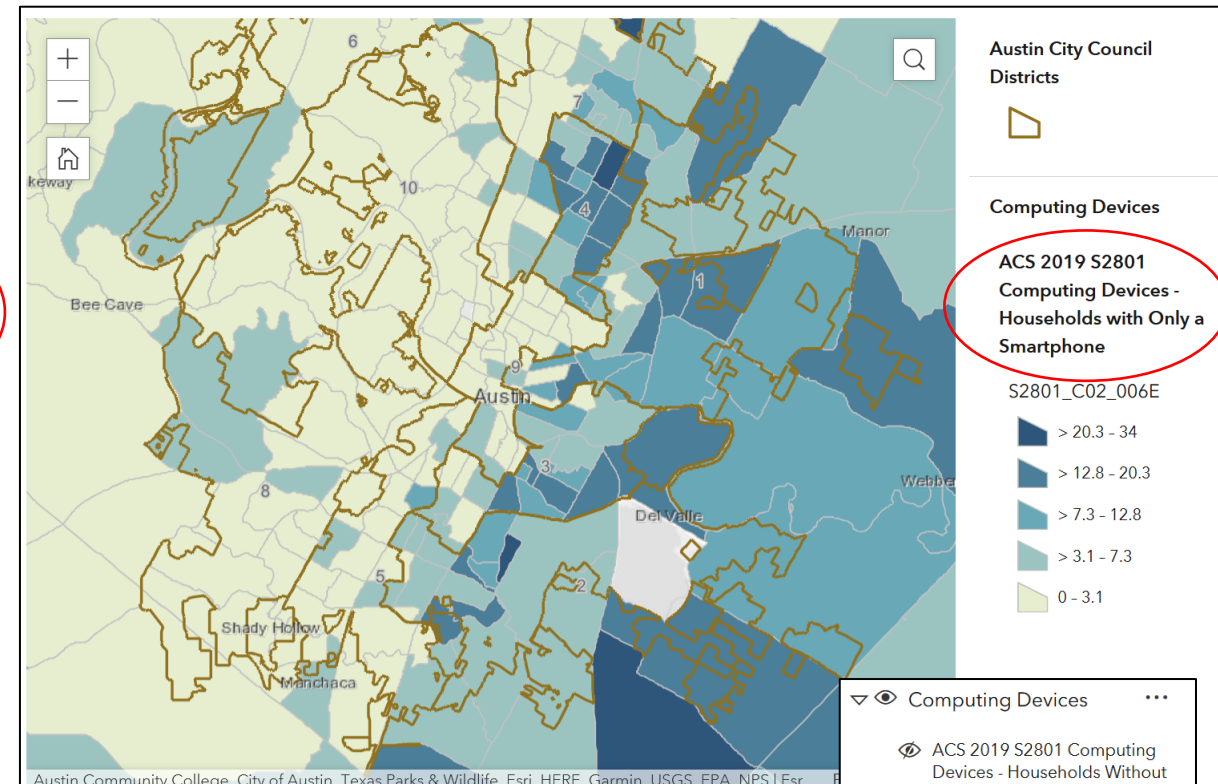 6
7
keway
10
4
Manor
1
Bee Cave
9
Austin
3
Webbe
8
Del Valle
5
2
Shady Hollow
Manchaca
Austin Community College, City of Austin, Texas Parks & Wildlife, Esri, HERE, Garmin, USGS, EPA, NPS | Esr
Austin City Council
Districts
Computing Devices
ACS 2019 S2801
Computing Devices -
Households with Only a
Smartphone
S2801_C02_006E
> 20.3 - 34
> 12.8 - 20.3
> 7.3 - 12.8
> 3.1 - 7.3
0 - 3.1
Computing Devices
ACS 2019 S2801 Computing
Devices - Households Without